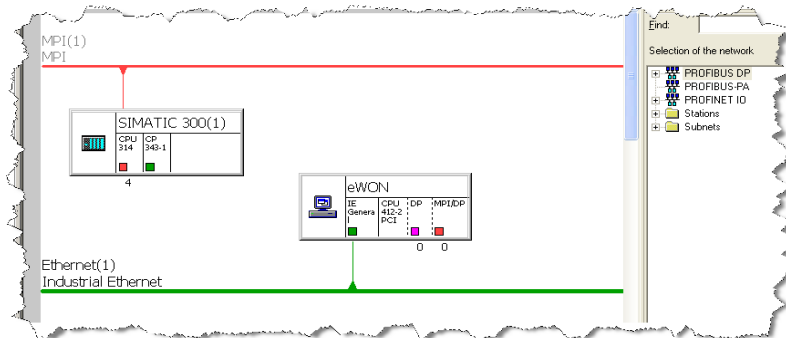 MPI(1)
MPI
SIMATIC 300(1)
CPU
314
CP
343-1
4
eWON
IE
Genera
l
CPU
412-2
PCI
DP
MPI/DP
0
0
Ethernet(1)
Industrial Ethernet
Find:
Selection of the network
PROFIBUS DP
PROFIBUS-PA
PROFINET IO
Stations
Subnets